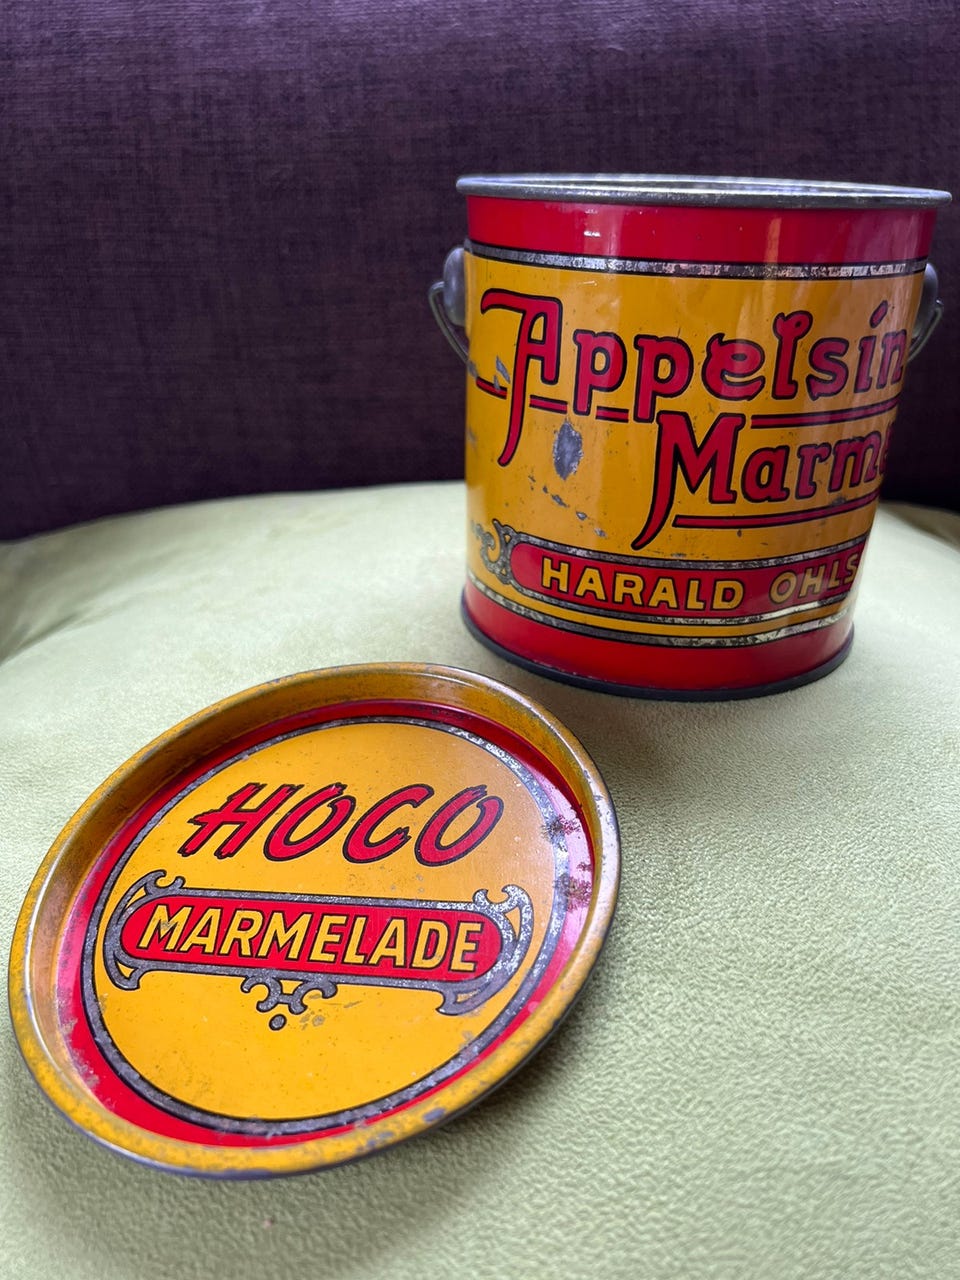 Appelsin
Marme
HARALD OHLS
HOCO
MARMELADE